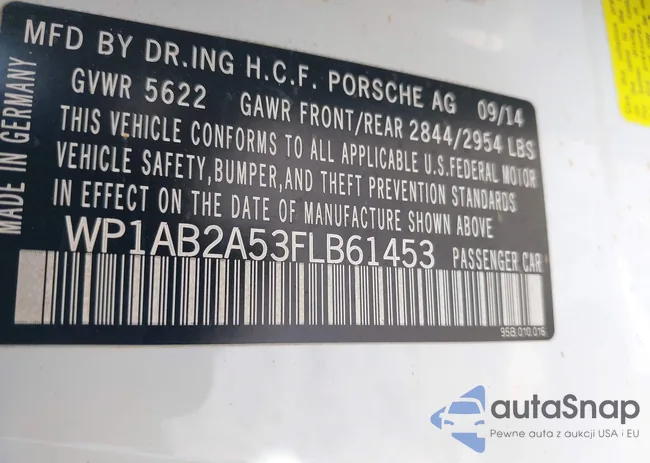 MFD BY DR.ING H.C.F. PORSCHE AG 09/14
GVWR 5622 GAWR FRONT/REAR 2844/2954 LBS
THIS VEHICLE CONFORMS TO ALL APPLICABLE U.S.FEDERAL MOTOR
VEHICLE SAFETY,BUMPER,AND THEFT PREVENTION STANDARDS
IN EFFECT ON THE DATE OF MANUFACTURE SHOWN ABOVE
WP1AB2A53FLB61453 PASSENGER CAR
95B.010.016
MADE IN GERMANY
autoSnap
Pewne auta z aukcji USA i EU